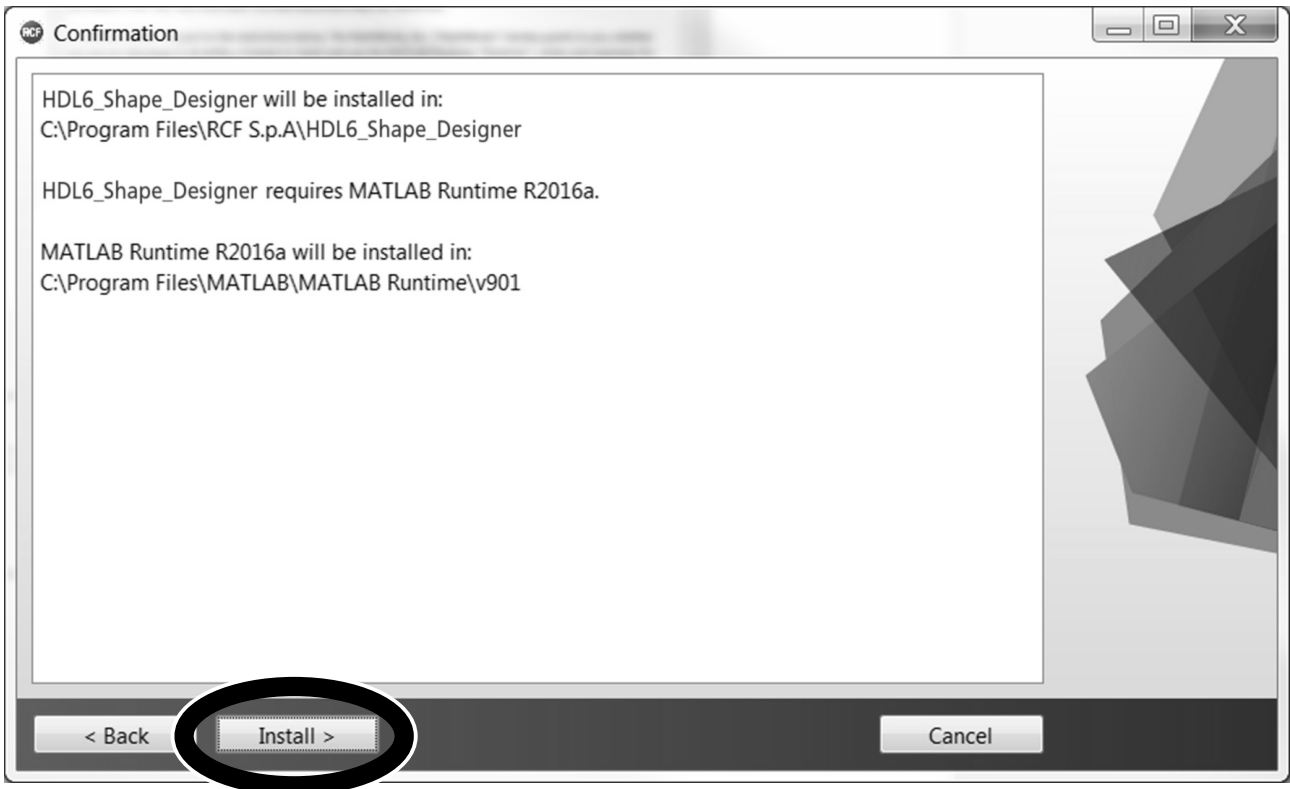 RCF Confirmation
HDL6_Shape_Designer will be installed in:
C:\Program Files\RCF S.p.A\HDL6_Shape_Designer
HDL6_Shape_Designer requires MATLAB Runtime R2016a.
MATLAB Runtime R2016a will be installed in:
C:\Program Files\MATLAB\MATLAB Runtime\v901
< Back Install > Cancel